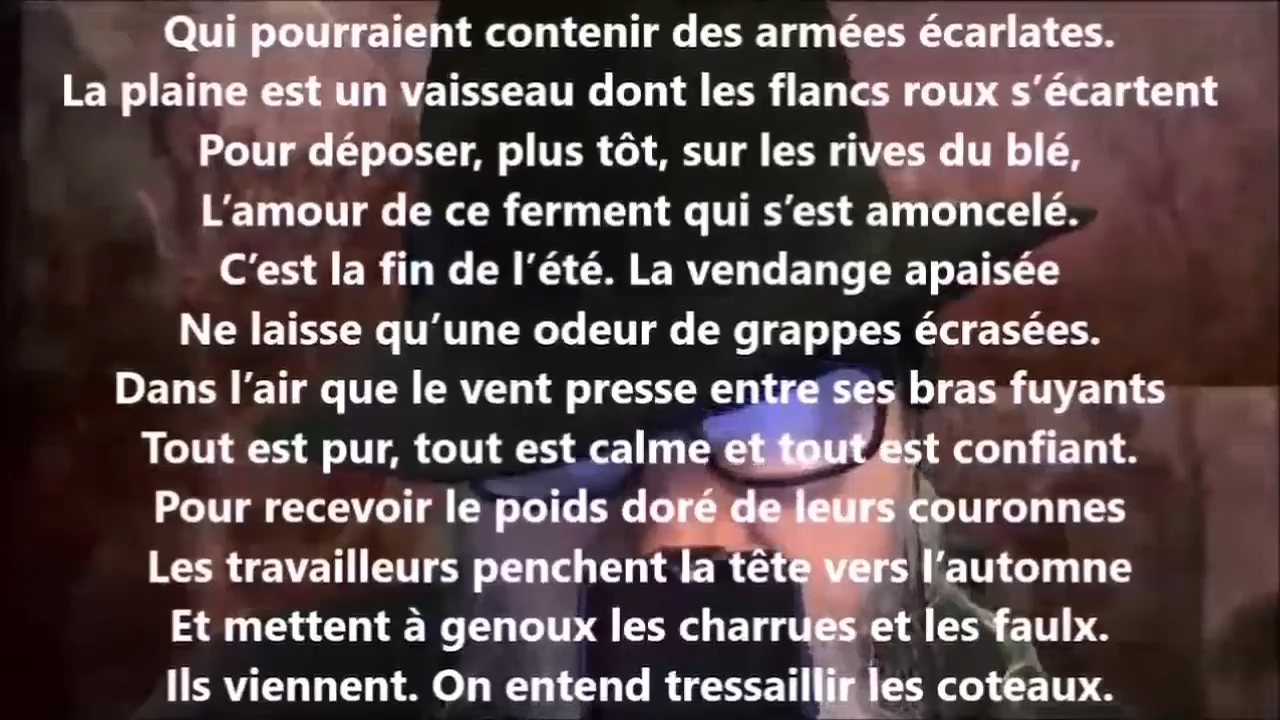 Qui pourraient contenir des armées écarlates.
La plaine est un vaisseau dont les flancs roux s’écartent
Pour déposer, plus tôt, sur les rives du blé,
L’amour de ce ferment qui s’est amoncelé.
C’est la fin de l’été. La vendange apaisée
Ne laisse qu’une odeur de grappes écrasées.
Dans l’air que le vent presse entre ses bras fuyants
Tout est pur, tout est calme et tout est confiant.
Pour recevoir le poids doré de leurs couronnes
Les travailleurs penchent la tête vers l’automne
Et mettent à genoux les charrues et les faulx.
Ils viennent. On entend tressaillir les coteaux.